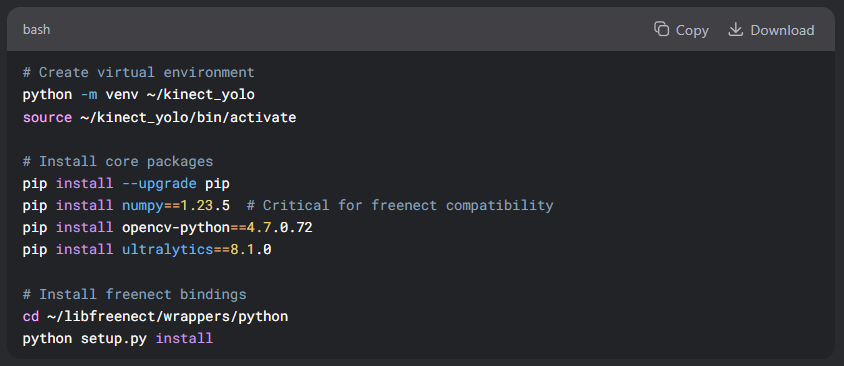 bash
Copy
Download
# Create virtual environment
python -m venv ~/kinect_yolo
source ~/kinect_yolo/bin/activate
# Install core packages
pip install --upgrade pip
pip install numpy==1.23.5  # Critical for freenect compatibility
pip install opencv-python==4.7.0.72
pip install ultralytics==8.1.0
# Install freenect bindings
cd ~/libfreenect/wrappers/python
python setup.py install